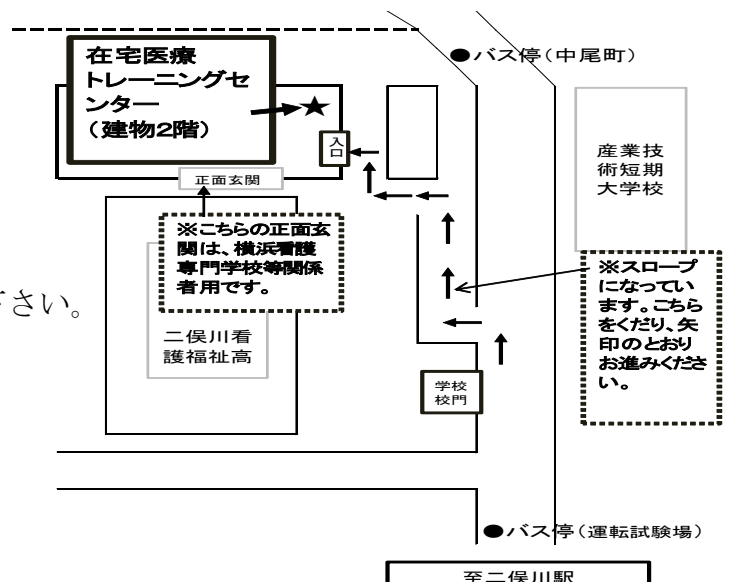 在宅医療
トレーニングセ
ンター
（建物2階）
●バス停（中尾町）
入口
正面玄関
産業技
術短期
大学校
※こちらの正面玄
関は、横浜看護
専門学校等関係
者用です。
ださい。
二俣川看
護福祉高
※スロープ
になってい
ます。こちら
をくだり、矢
印のとおり
お進みくださ
い。
学校
校門
●バス停（運転試験場）
至二俣川駅